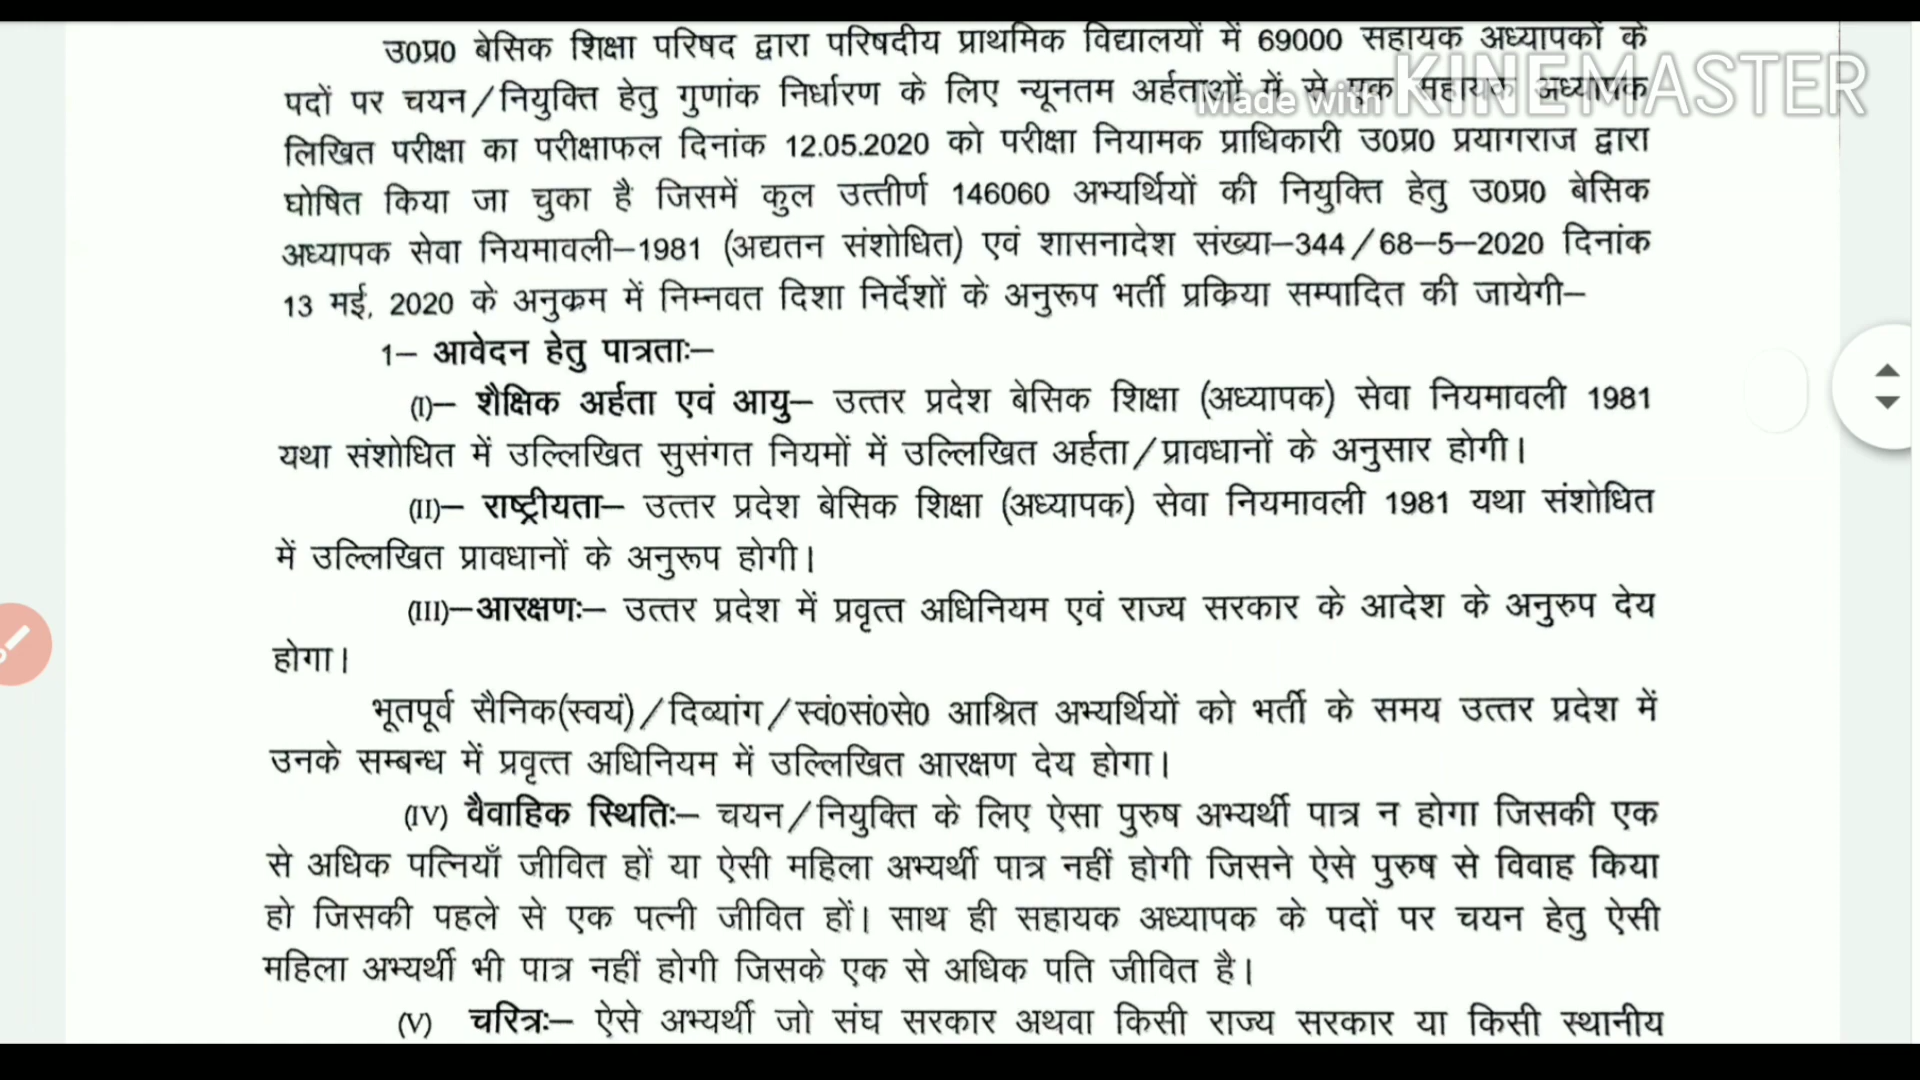 उ0प्र0 बेसिक शिक्षा परिषद द्वारा परिषदीय प्राथमिक विद्यालयों में 69000 सहायक अध्यापकों के
पदों पर चयन/नियुक्ति हेतु गुणांक निर्धारण के लिए न्यूनतम अर्हताओं में से एक सहायक अध्यापक
Made with KINEMASTER
लिखित परीक्षा का परीक्षाफल दिनांक 12.05.2020 को परीक्षा नियामक प्राधिकारी उ0प्र0 प्रयागराज द्वारा
घोषित किया जा चुका है जिसमें कुल उत्तीर्ण 146060 अभ्यर्थियों की नियुक्ति हेतु उ0प्र0 बेसिक
अध्यापक सेवा नियमावली–1981 (अद्यतन संशोधित) एवं शासनादेश संख्या–344/68–5–2020 दिनांक
13 मई, 2020 के अनुक्रम में निम्नवत दिशा निर्देशों के अनुरूप भर्ती प्रक्रिया सम्पादित की जायेगी–
1– आवेदन हेतु पात्रताः–
(I)– शैक्षिक अर्हता एवं आयु– उत्तर प्रदेश बेसिक शिक्षा (अध्यापक) सेवा नियमावली 1981
यथा संशोधित में उल्लिखित सुसंगत नियमों में उल्लिखित अर्हता/प्रावधानों के अनुसार होगी।
(II)– राष्ट्रीयता– उत्तर प्रदेश बेसिक शिक्षा (अध्यापक) सेवा नियमावली 1981 यथा संशोधित
में उल्लिखित प्रावधानों के अनुरूप होगी।
(III)–आरक्षणः– उत्तर प्रदेश में प्रवृत्त अधिनियम एवं राज्य सरकार के आदेश के अनुरुप देय
होगा।
भूतपूर्व सैनिक(स्वयं)/दिव्यांग/स्वं0सं0से0 आश्रित अभ्यर्थियों को भर्ती के समय उत्तर प्रदेश में
उनके सम्बन्ध में प्रवृत्त अधिनियम में उल्लिखित आरक्षण देय होगा।
(IV) वैवाहिक स्थितिः– चयन/नियुक्ति के लिए ऐसा पुरुष अभ्यर्थी पात्र न होगा जिसकी एक
से अधिक पत्नियाँ जीवित हों या ऐसी महिला अभ्यर्थी पात्र नहीं होगी जिसने ऐसे पुरुष से विवाह किया
हो जिसकी पहले से एक पत्नी जीवित हों। साथ ही सहायक अध्यापक के पदों पर चयन हेतु ऐसी
महिला अभ्यर्थी भी पात्र नहीं होगी जिसके एक से अधिक पति जीवित है।
(V) चरित्रः– ऐसे अभ्यर्थी जो संघ सरकार अथवा किसी राज्य सरकार या किसी स्थानीय